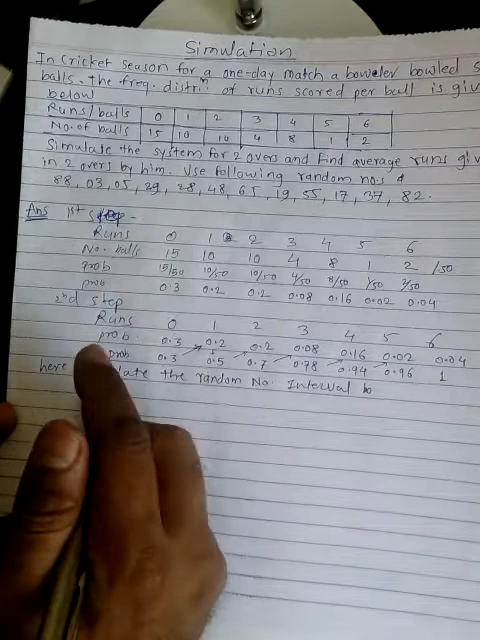 Simulation
In Cricket season for a one-day match a boweler bowled 5
balls. The freq. distriⁿ of runs scored per ball is giv
below
Runs/balls 0 1 2 3 4 5 6
No. of balls 15 10 10 4 8 1 2
Simulate the system for 2 overs and find average runs giv
in 2 overs by him. Use following random no.s
88, 03, 05, 29, 28, 48, 65, 19, 55, 17, 37, 82.
Ans 1st step -
Runs 0 1 2 3 4 5 6
No. balls 15 10 10 4 8 1 2 /50
prob 15/50 10/50 10/50 4/50 8/50 1/50 2/50
prob 0.3 0.2 0.2 0.08 0.16 0.02 0.04
2nd step
Runs 0 1 2 3 4 5 6
prob. 0.3 0.2 0.2 0.08 0.16 0.02 0.04
prob 0.3 0.5 0.7 0.78 0.94 0.96 1
here late the random No. Interval